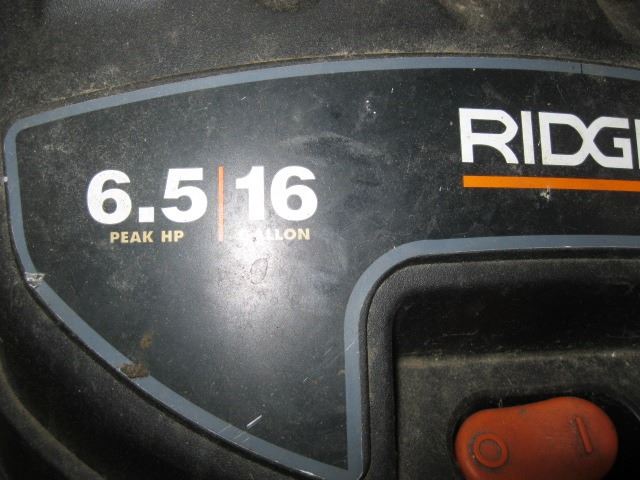 6.5 16 RIDG
PEAK HP GALLON
O I